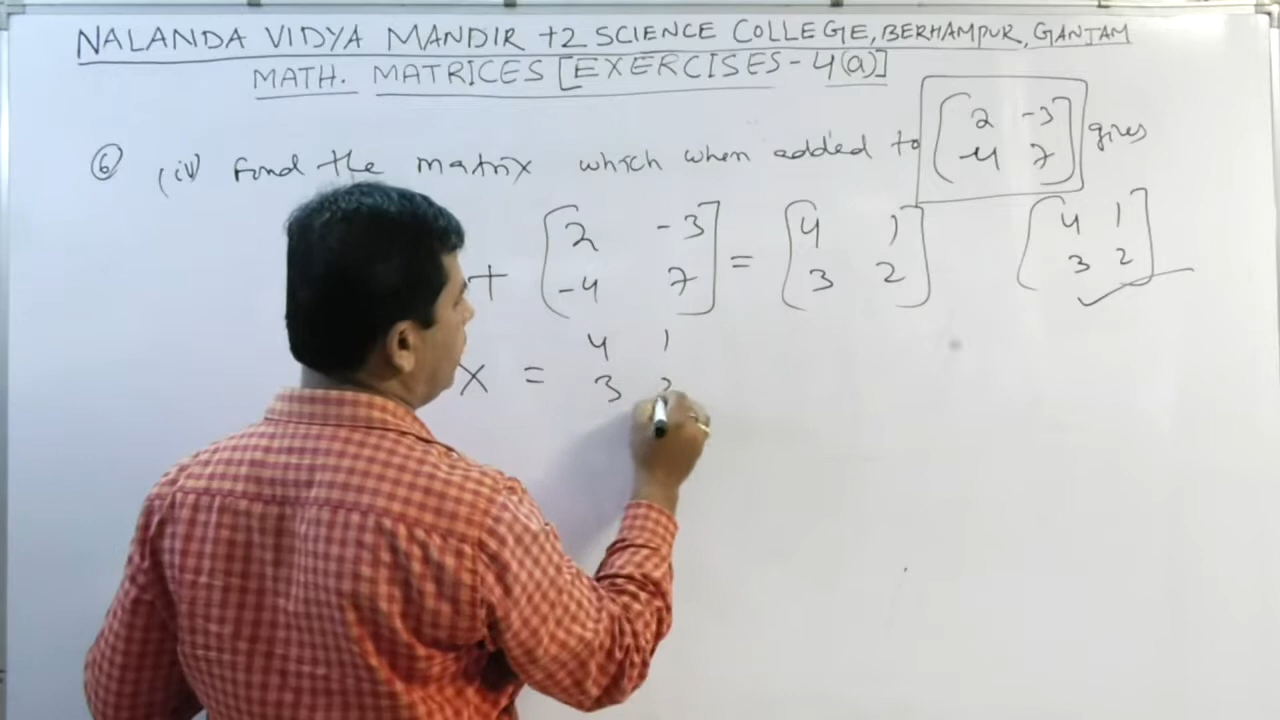 NALANDA VIDYA MANDIR +2 SCIENCE COLLEGE, BERHAMPUR, GANJAM
MATH. MATRICES [EXERCISES - 4(a)]
6 (iv) Find the matrix which when added to [2 -3
-4 7] gives
+ [2 -3
-4 7] = [4 1
3 2] [4 1
3 2]
X = 4 1
3 2